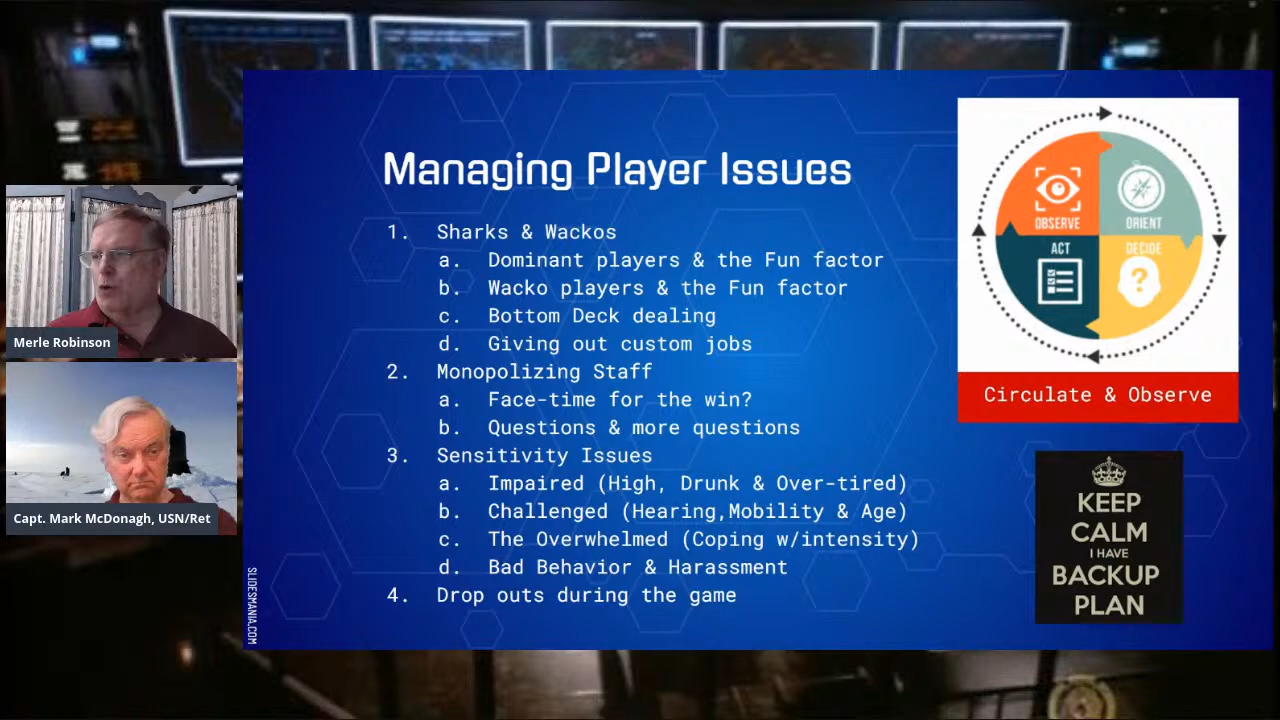 Managing Player Issues
1. Sharks & Wackos
a. Dominant players & the Fun factor
b. Wacko players & the Fun factor
c. Bottom Deck dealing
d. Giving out custom jobs
2. Monopolizing Staff
a. Face-time for the win?
b. Questions & more questions
3. Sensitivity Issues
a. Impaired (High, Drunk & Over-tired)
b. Challenged (Hearing,Mobility & Age)
c. The Overwhelmed (Coping w/intensity)
d. Bad Behavior & Harassment
4. Drop outs during the game
OBSERVE
ORIENT
ACT
DECIDE
?
Circulate & Observe
KEEP
CALM
I HAVE
BACKUP
PLAN
Merle Robinson
Capt. Mark McDonagh, USN/Ret
SLIDESMANIA.COM